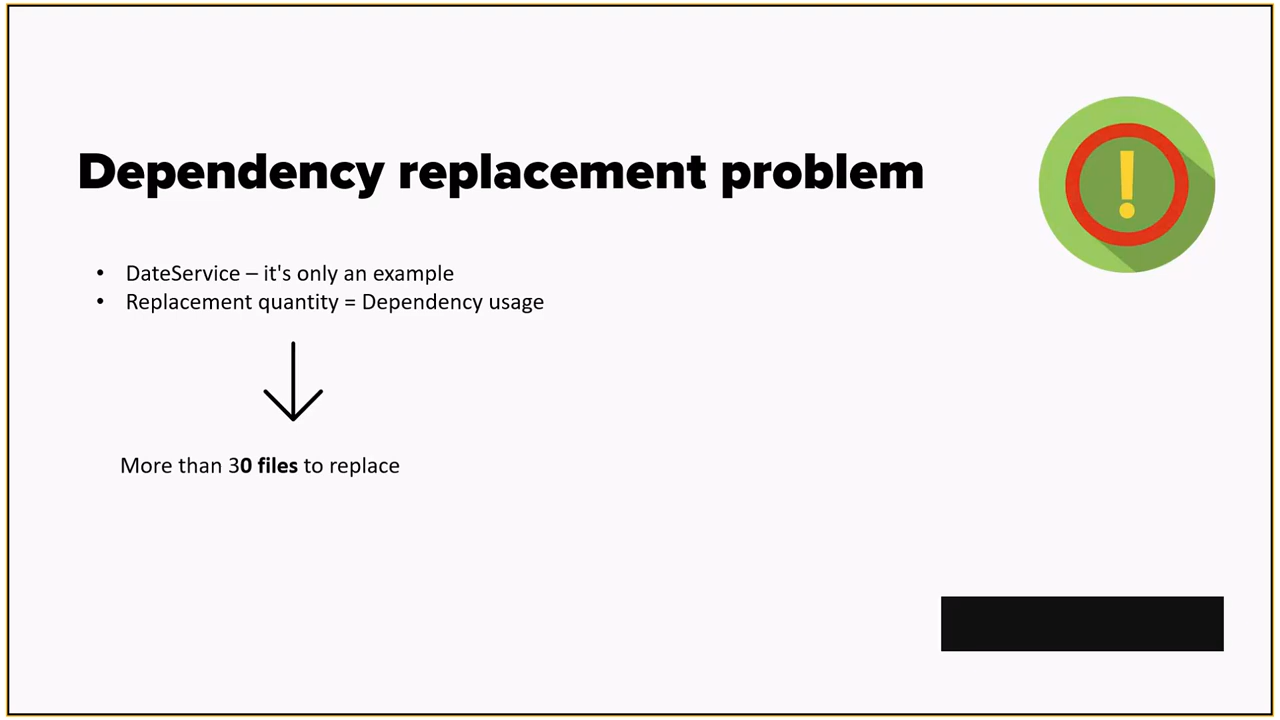 Dependency replacement problem
• DateService – it's only an example
• Replacement quantity = Dependency usage
More than 30 files to replace